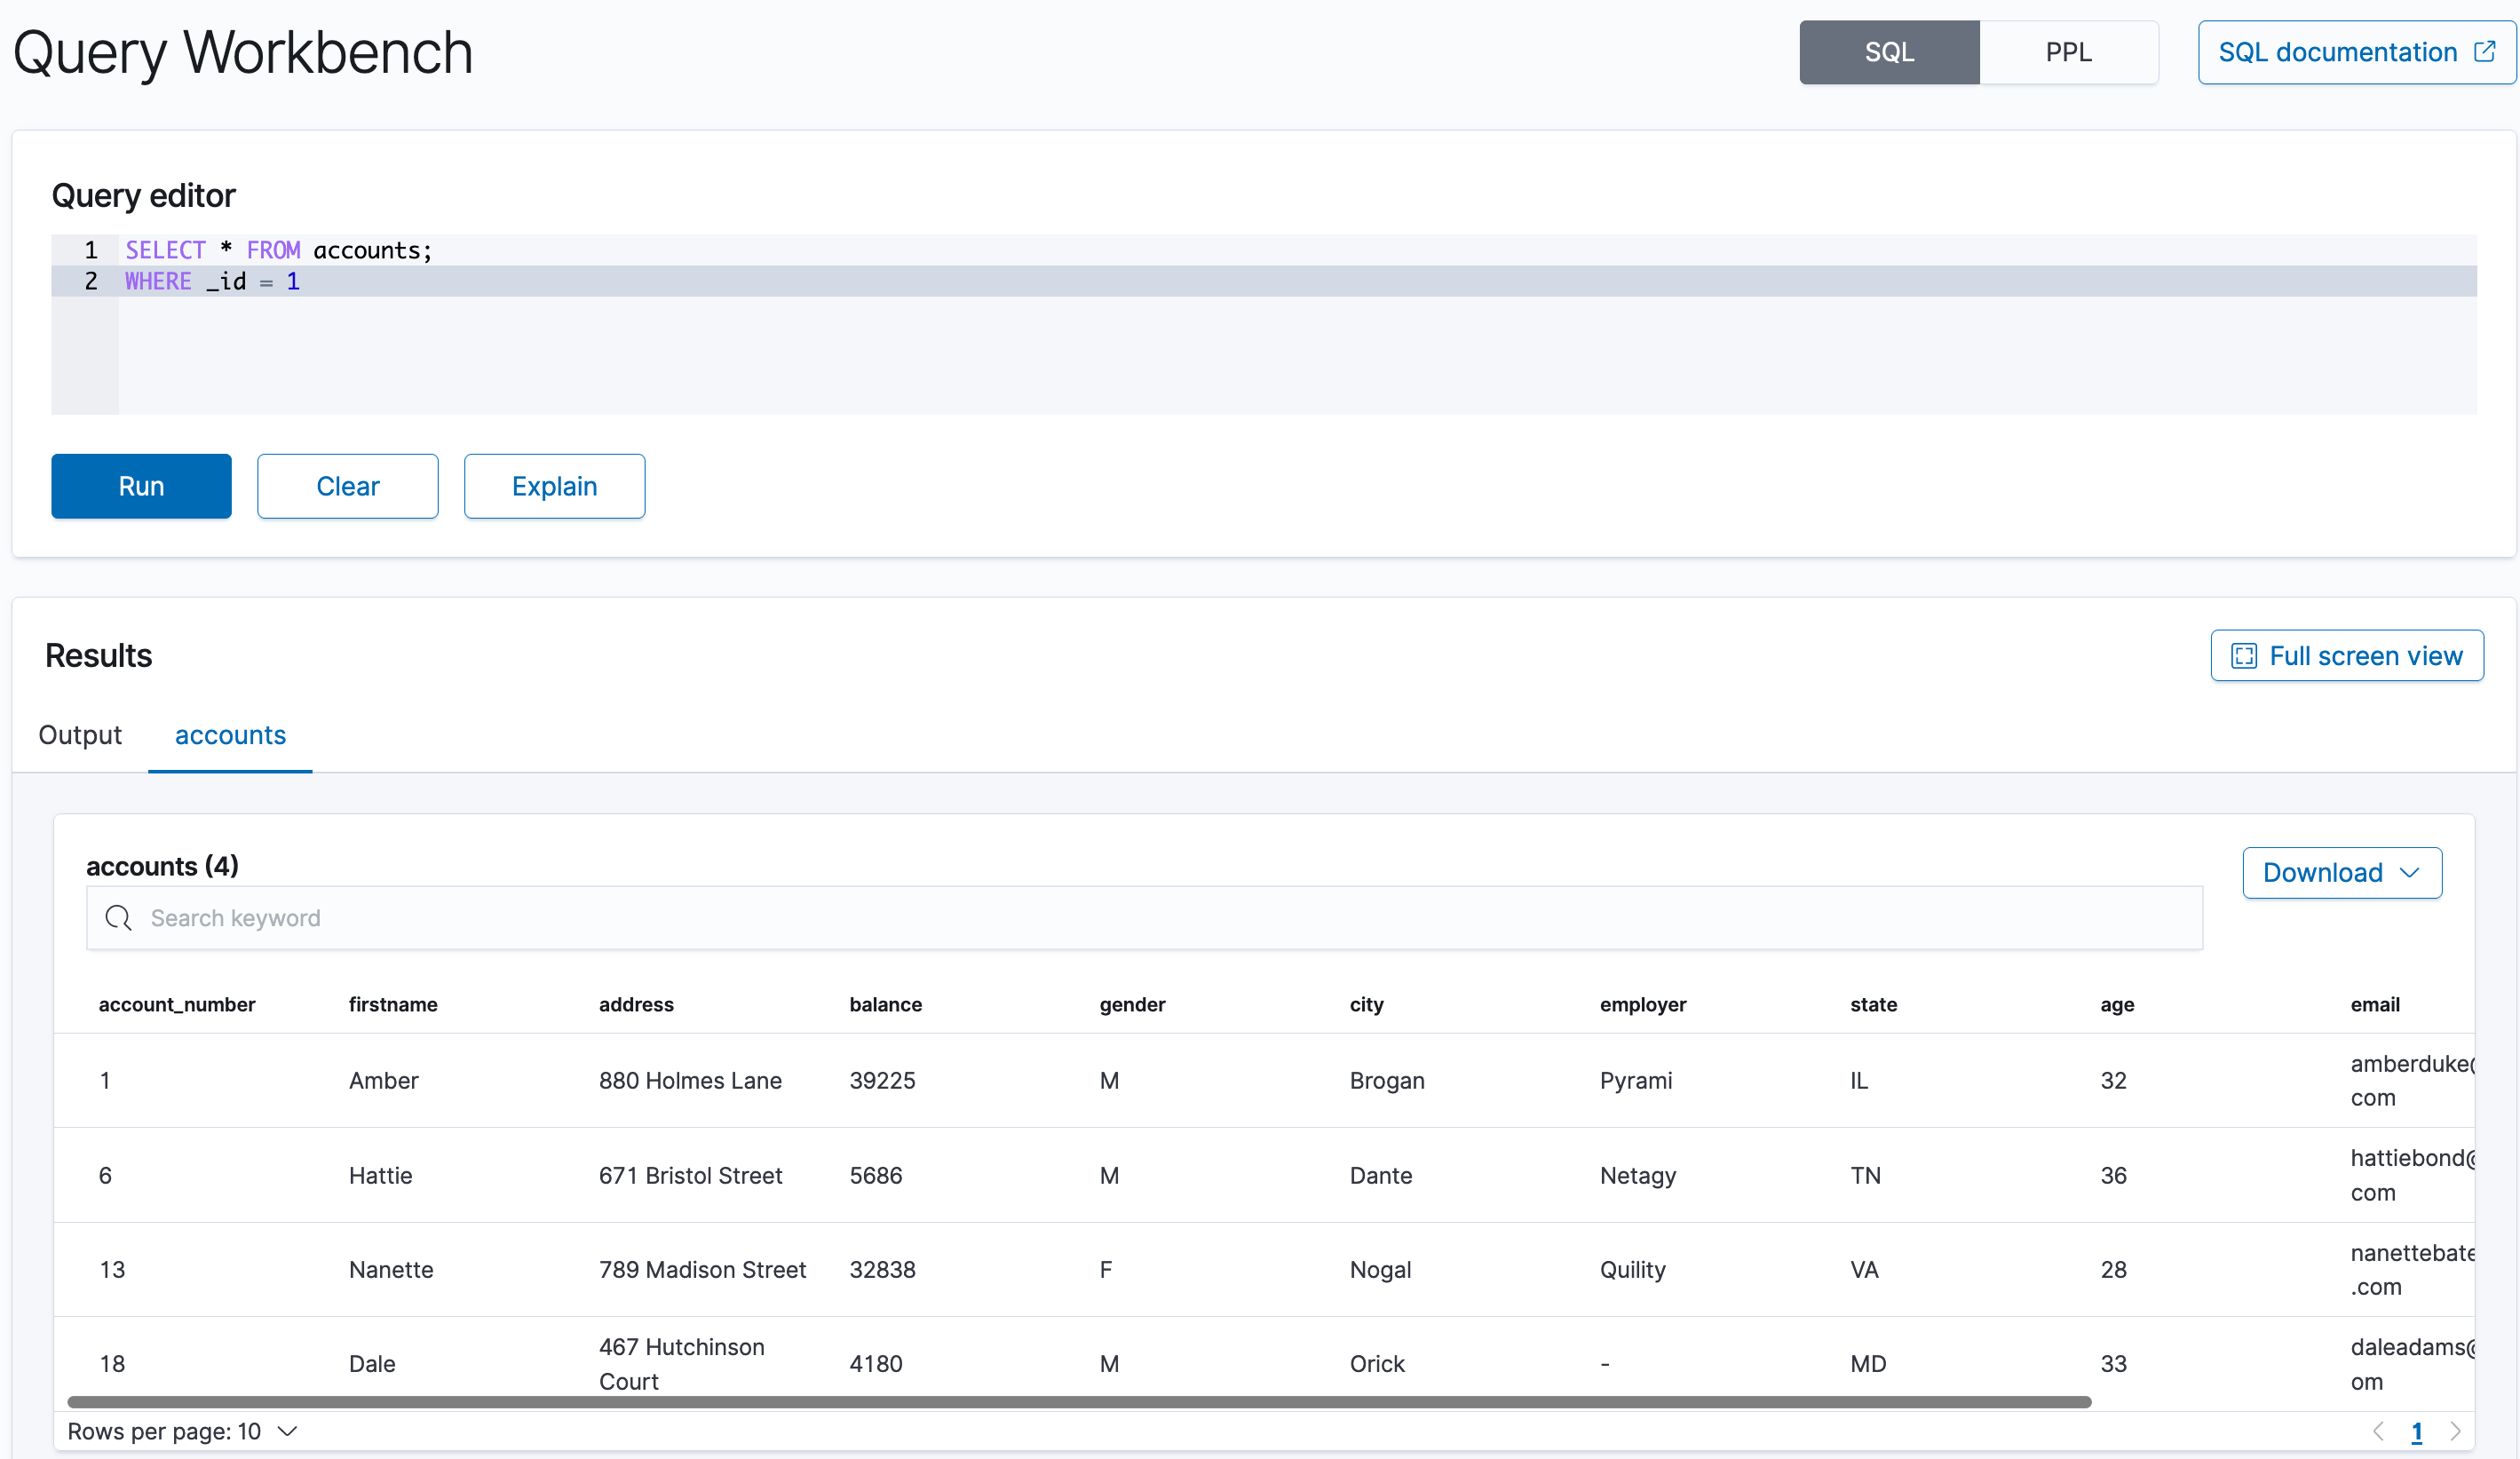 Query Workbench
SQL
PPL
SQL documentation
Query editor
1 SELECT * FROM accounts;
2 WHERE _id = 1
Run
Clear
Explain
Results
Full screen view
Output
accounts
accounts (4)
Download
Search keyword
account_number firstname address balance gender city employer state age email
1 Amber 880 Holmes Lane 39225 M Brogan Pyrami IL 32 amberduke@
com
6 Hattie 671 Bristol Street 5686 M Dante Netagy TN 36 hattiebond@
com
13 Nanette 789 Madison Street 32838 F Nogal Quility VA 28 nanettebate
.com
18 Dale 467 Hutchinson
Court 4180 M Orick - MD 33 daleadams@
om
Rows per page: 10
1